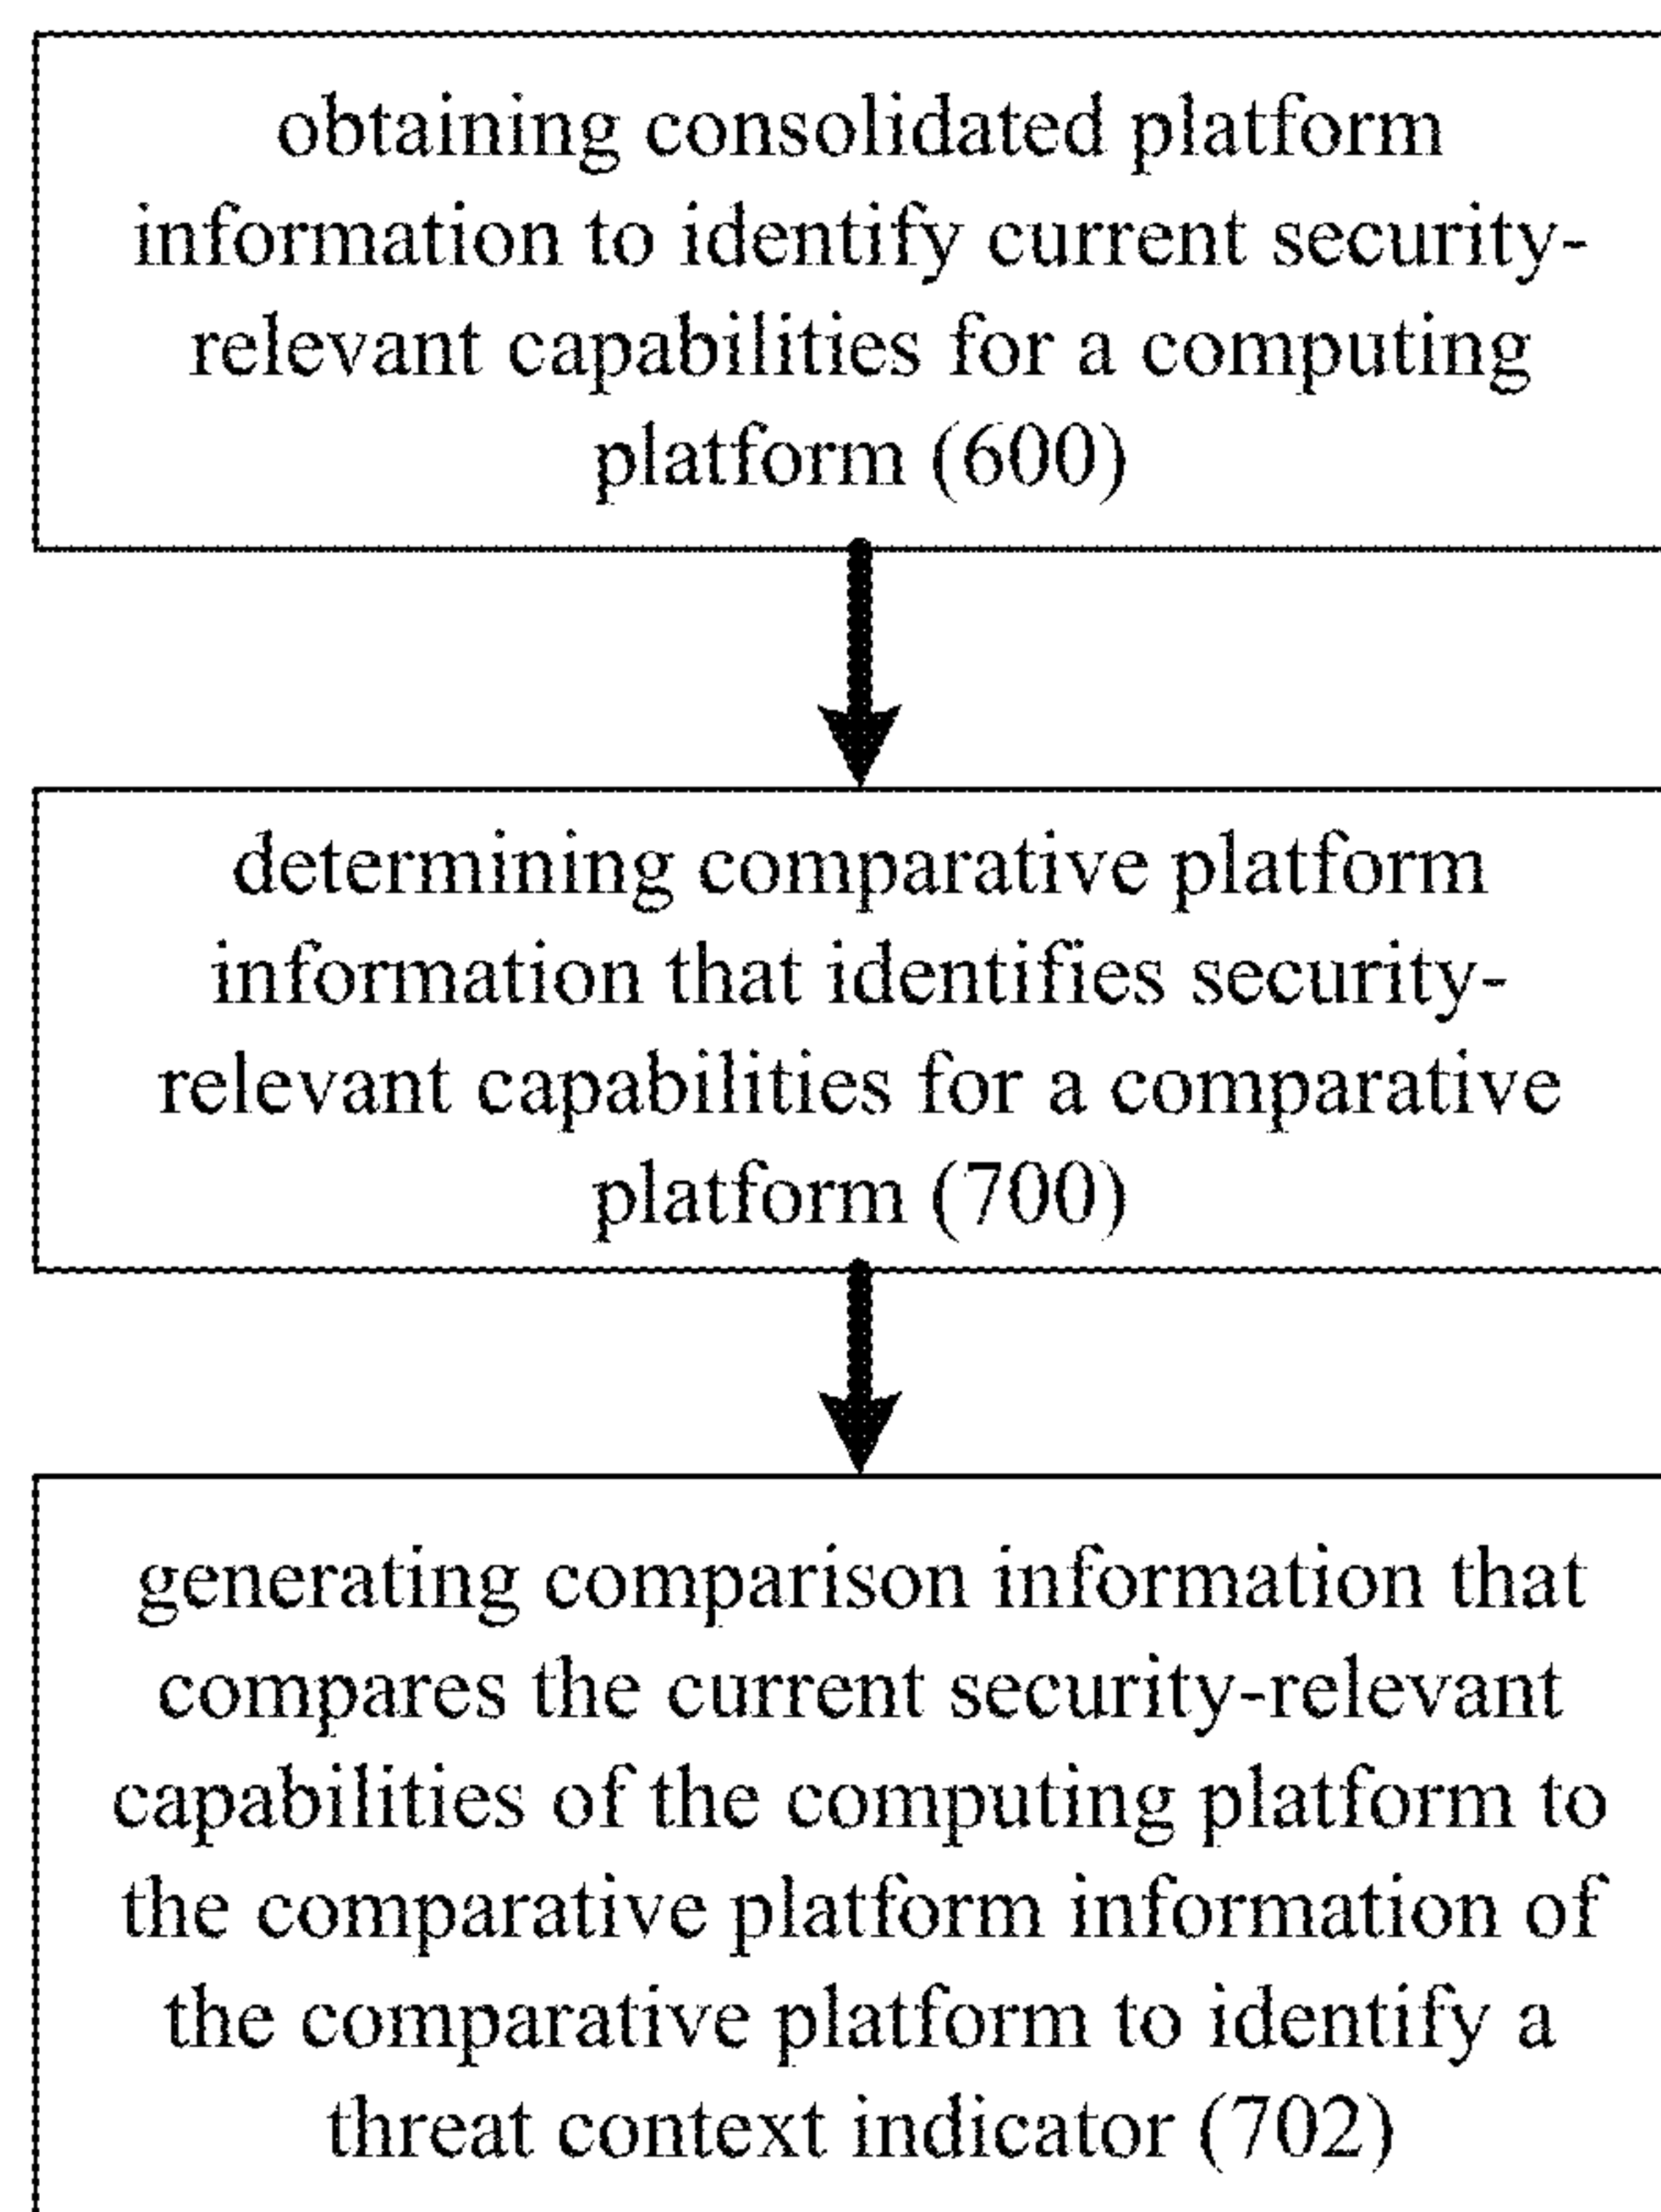 obtaining consolidated platform
information to identify current security-
relevant capabilities for a computing
platform (600)
determining comparative platform
information that identifies security-
relevant capabilities for a comparative
platform (700)
generating comparison information that
compares the current security-relevant
capabilities of the computing platform to
the comparative platform information of
the comparative platform to identify a
threat context indicator (702)